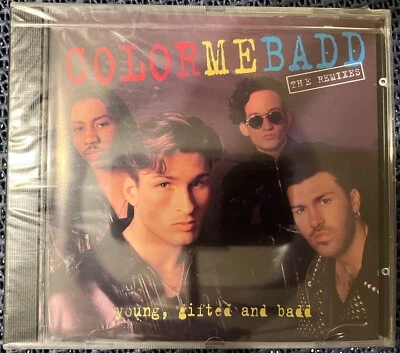 COLORMEBADD
THE REMIXES
young, gifted and badd